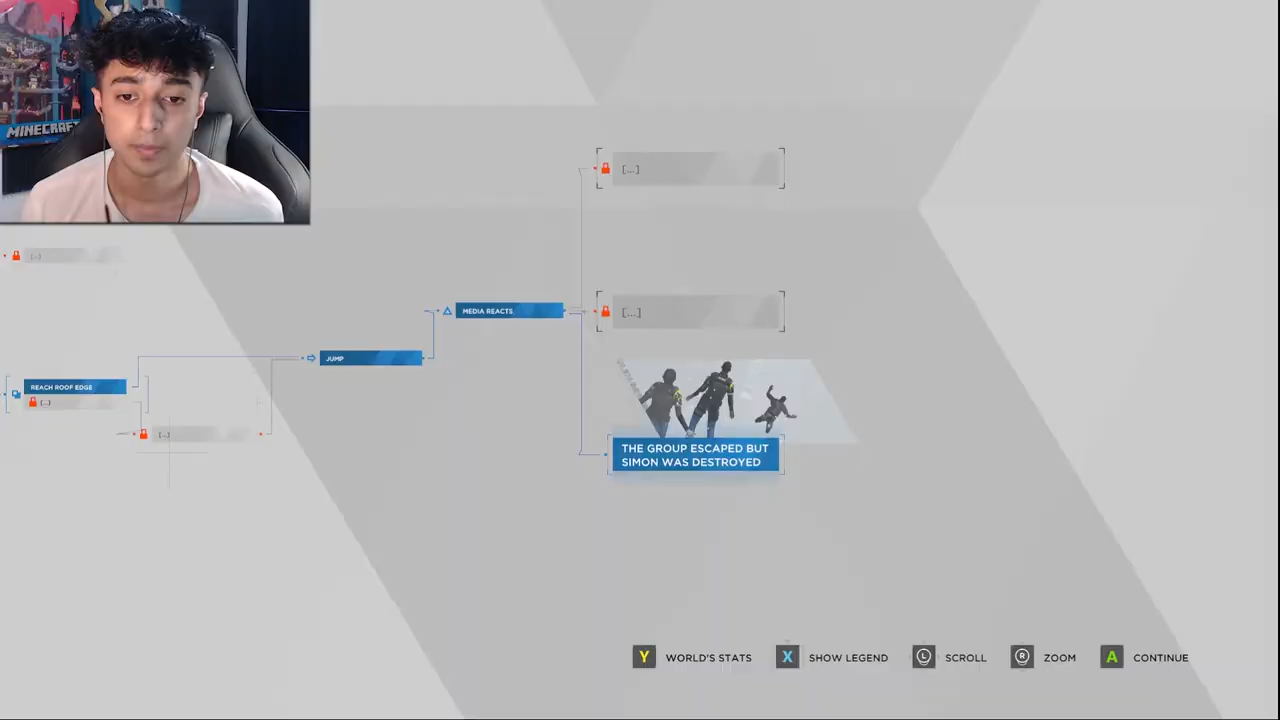 MINECRAFT
[...]
[...]
MEDIA REACTS
[...]
JUMP
REACH ROOF EDGE
[...]
[...]
THE GROUP ESCAPED BUT
SIMON WAS DESTROYED
Y WORLD'S STATS X SHOW LEGEND L SCROLL R ZOOM A CONTINUE